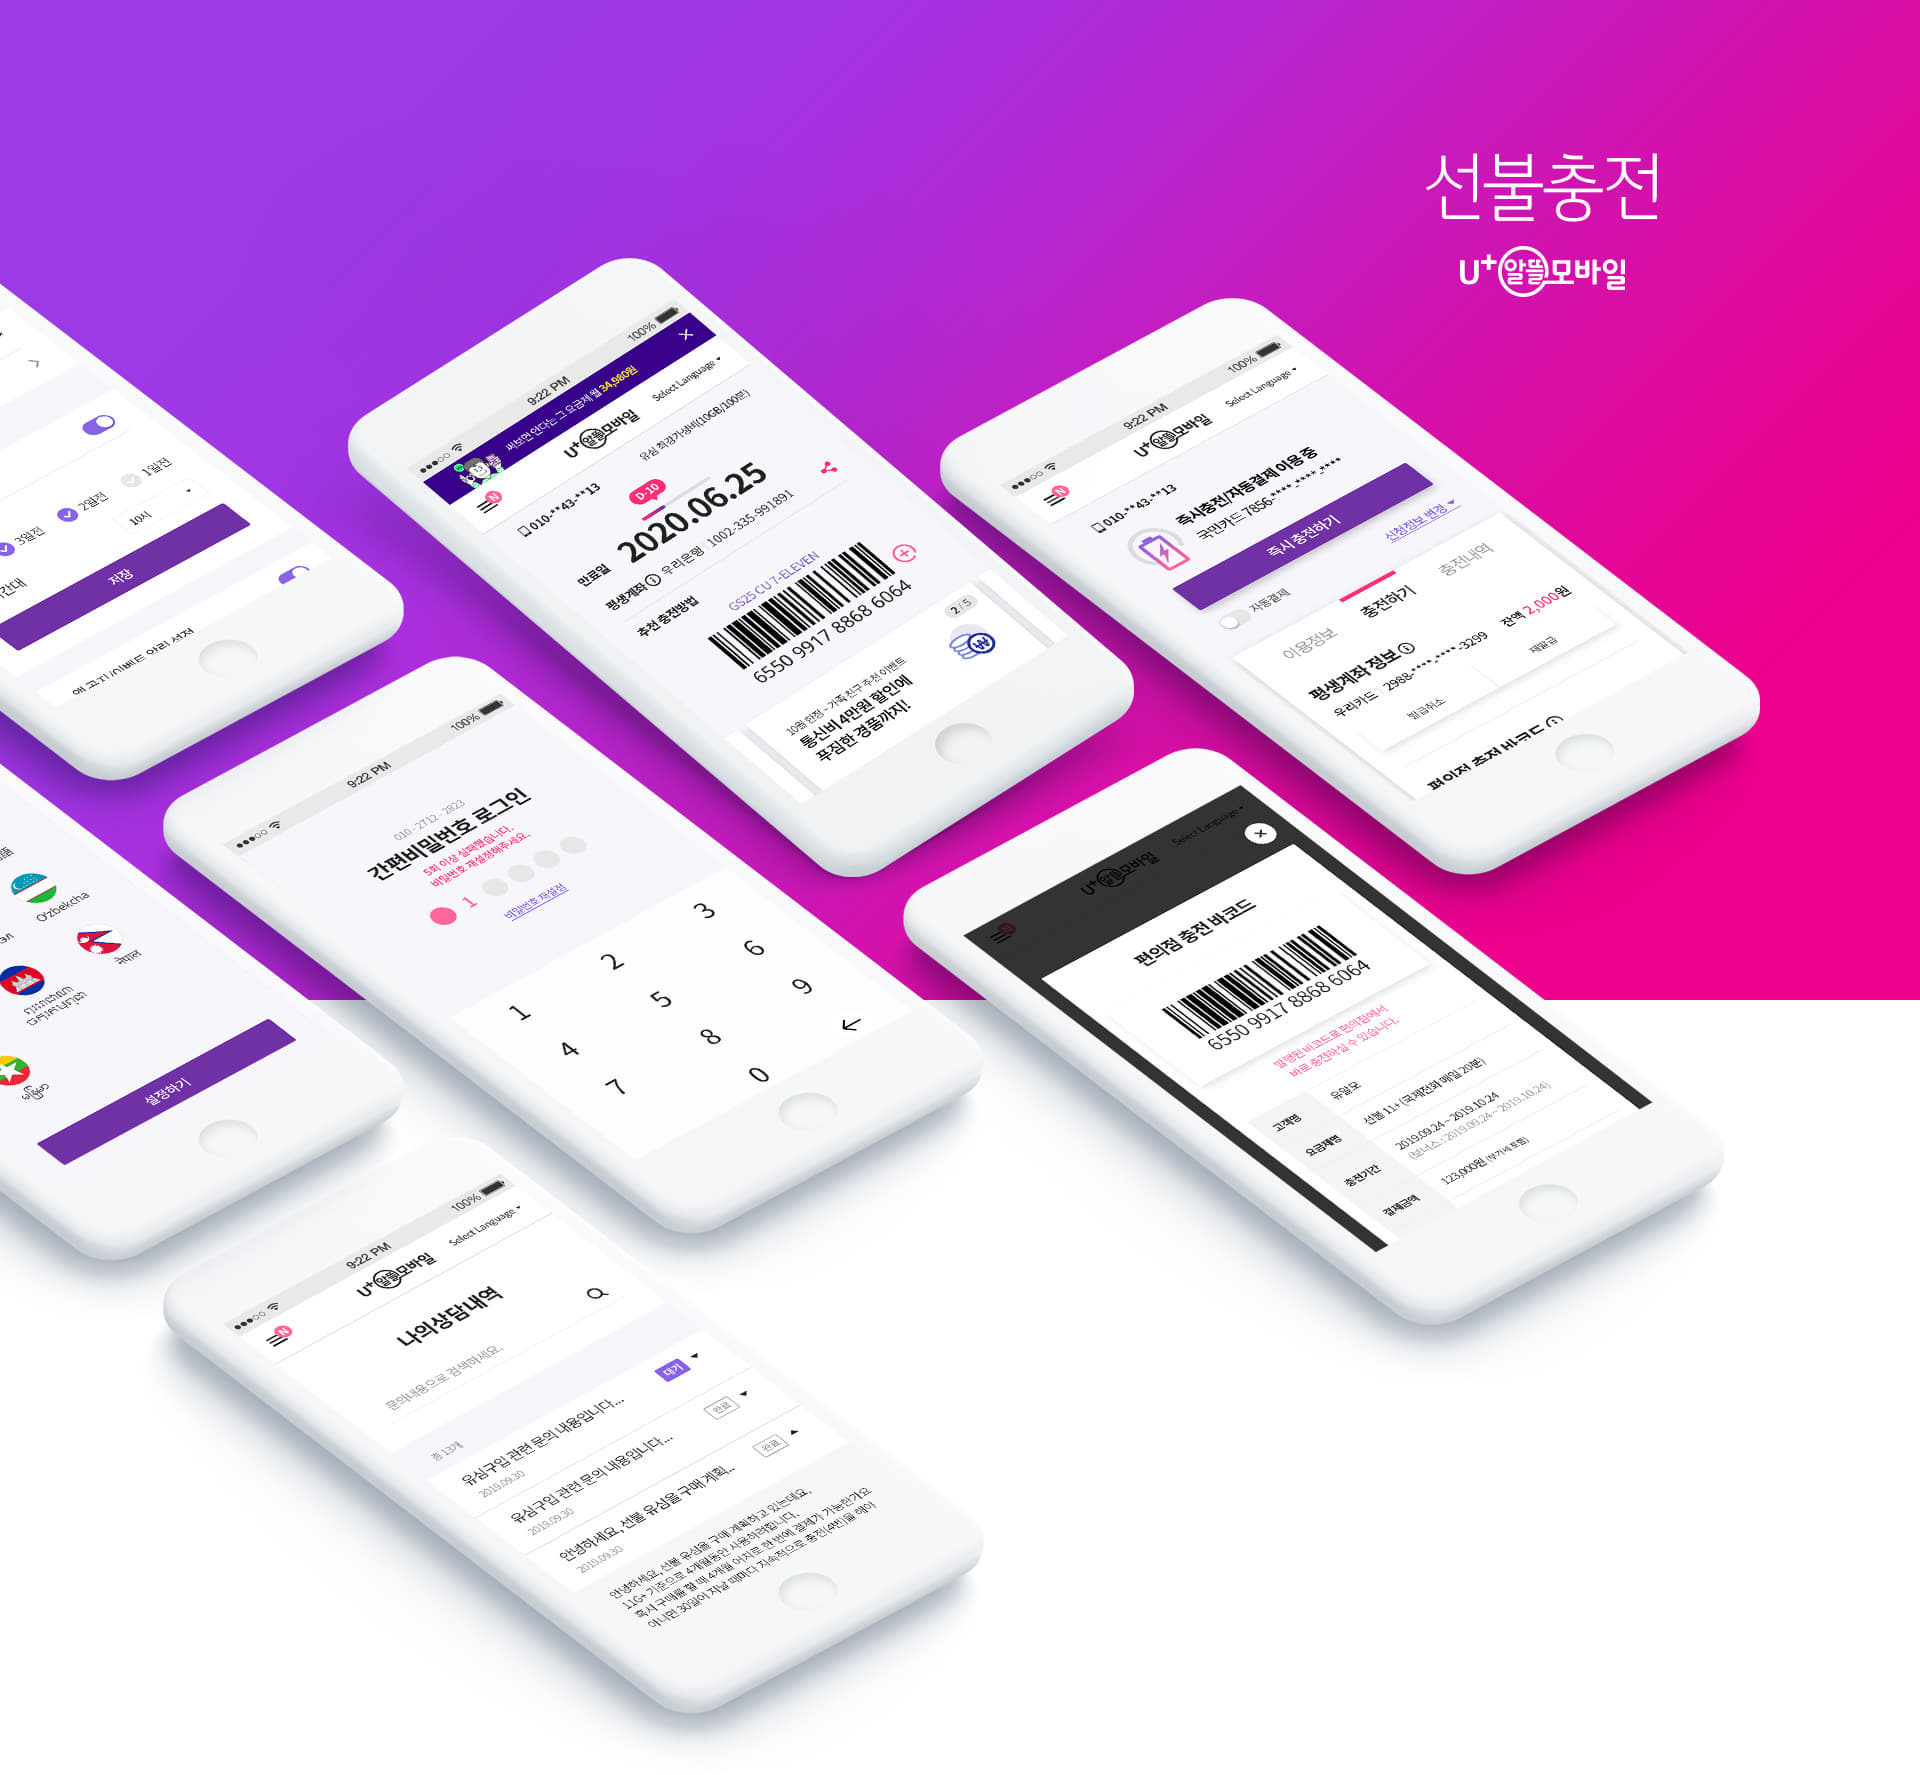 선불충전
U+알뜰모바일
3일전
2일전
1일전
10시
저장
9:22 PM
100%
써보면 안다는 그 요금제 월 34,980원
N
U+알뜰모바일
Select Language
010-**43-**13
유심 최강가성비(10GB/100분)
D-10
만료일
2020.06.25
평생계좌
우리은행 1002-335-991891
추천 충전방법
GS25 CU 7-ELEVEN
6550 9917 8868 6064
2 / 5
10월 한정 - 가족 친구 추천 이벤트
통신비 4만원 할인에
푸짐한 경품까지!
9:22 PM
100%
N
U+알뜰모바일
Select Language
010-**43-**13
즉시충전/자동결제 이용 중
국민카드 7856-****-****-****
즉시 충전하기
자동결제
신청정보 변경
이용정보
충전하기
충전내역
평생계좌 정보
잔액 2,000원
우리카드 2988-****-****-3299
발급취소
재발급
편의점 충전 바코드
O'zbekcha
नेपाल
설정하기
9:22 PM
100%
010 - 2712 - 2823
간편비밀번호 로그인
5회 이상 실패했습니다.
비밀번호 재설정해주세요.
1
비밀번호 재설정
1
2
3
4
5
6
7
8
9
0
N
U+알뜰모바일
Select Language
편의점 충전 바코드
6550 9917 8868 6064
발행된 바코드로 편의점에서
바로 충전하실 수 있습니다.
고객명
유알모
요금제명
선불 11+ (국제전화 매일 20분)
충전기간
2019.09.24 ~ 2019.10.24
(보너스 : 2019.09.24 ~ 2019.10.24)
결제금액
123,900원 (부가세 포함)
9:22 PM
100%
N
U+알뜰모바일
Select Language
나의상담내역
문의내용으로 검색하세요.
총 13개
유심구입 관련 문의 내용입니다...
대기
2019.09.30
유심구입 관련 문의 내용입니다...
완료
2019.09.30
안녕하세요, 선불 유심을 구매 계획...
완료
2019.09.30
안녕하세요, 선불 유심을 구매 계획하고 있는데요,
11G+ 기준으로 4개월동안 사용하려합니다.
혹시 구매를 할 때 4개월 어치로 한 번에 결제가 가능한가요
아니면 30일이 지날 때마다 지속적으로 충전(4번)을 해야